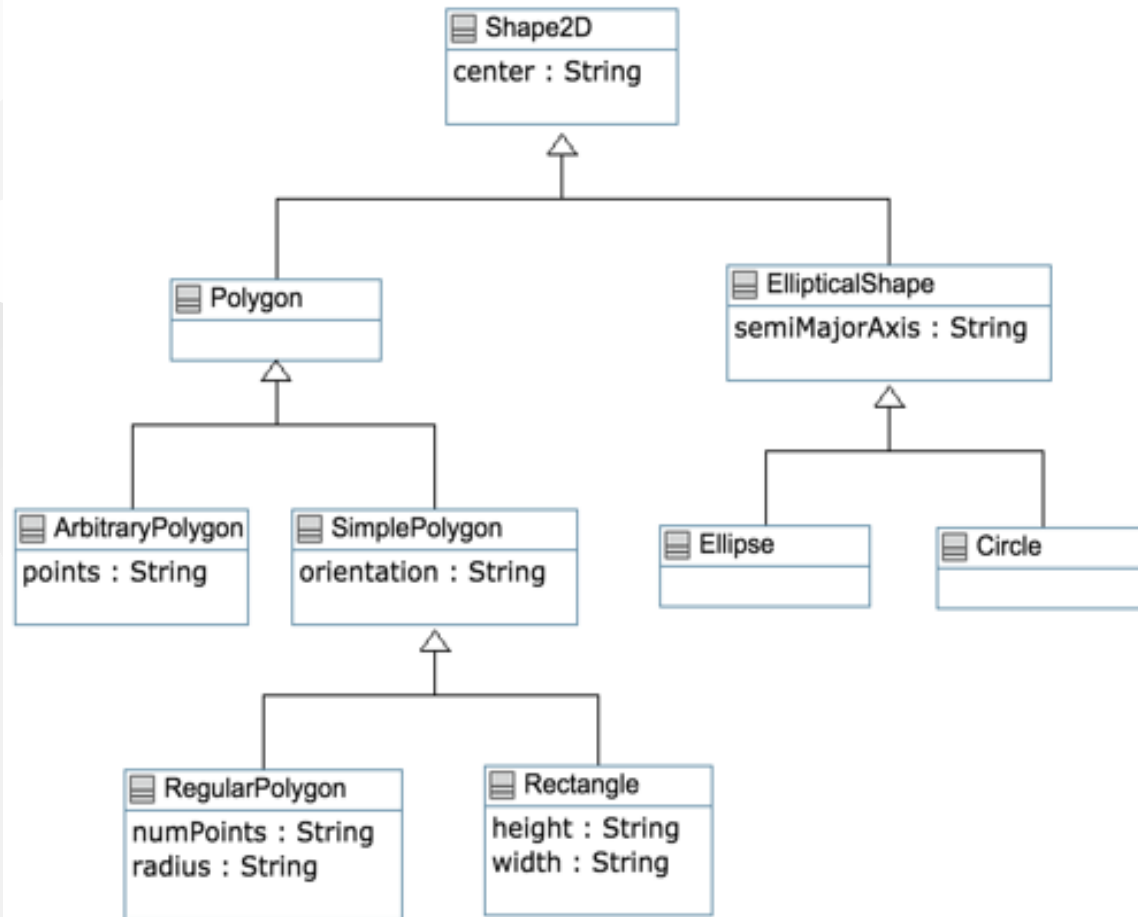 Shape2D
center : String
Polygon
EllipticalShape
semiMajorAxis : String
ArbitraryPolygon
points : String
SimplePolygon
orientation : String
Ellipse
Circle
RegularPolygon
numPoints : String
radius : String
Rectangle
height : String
width : String